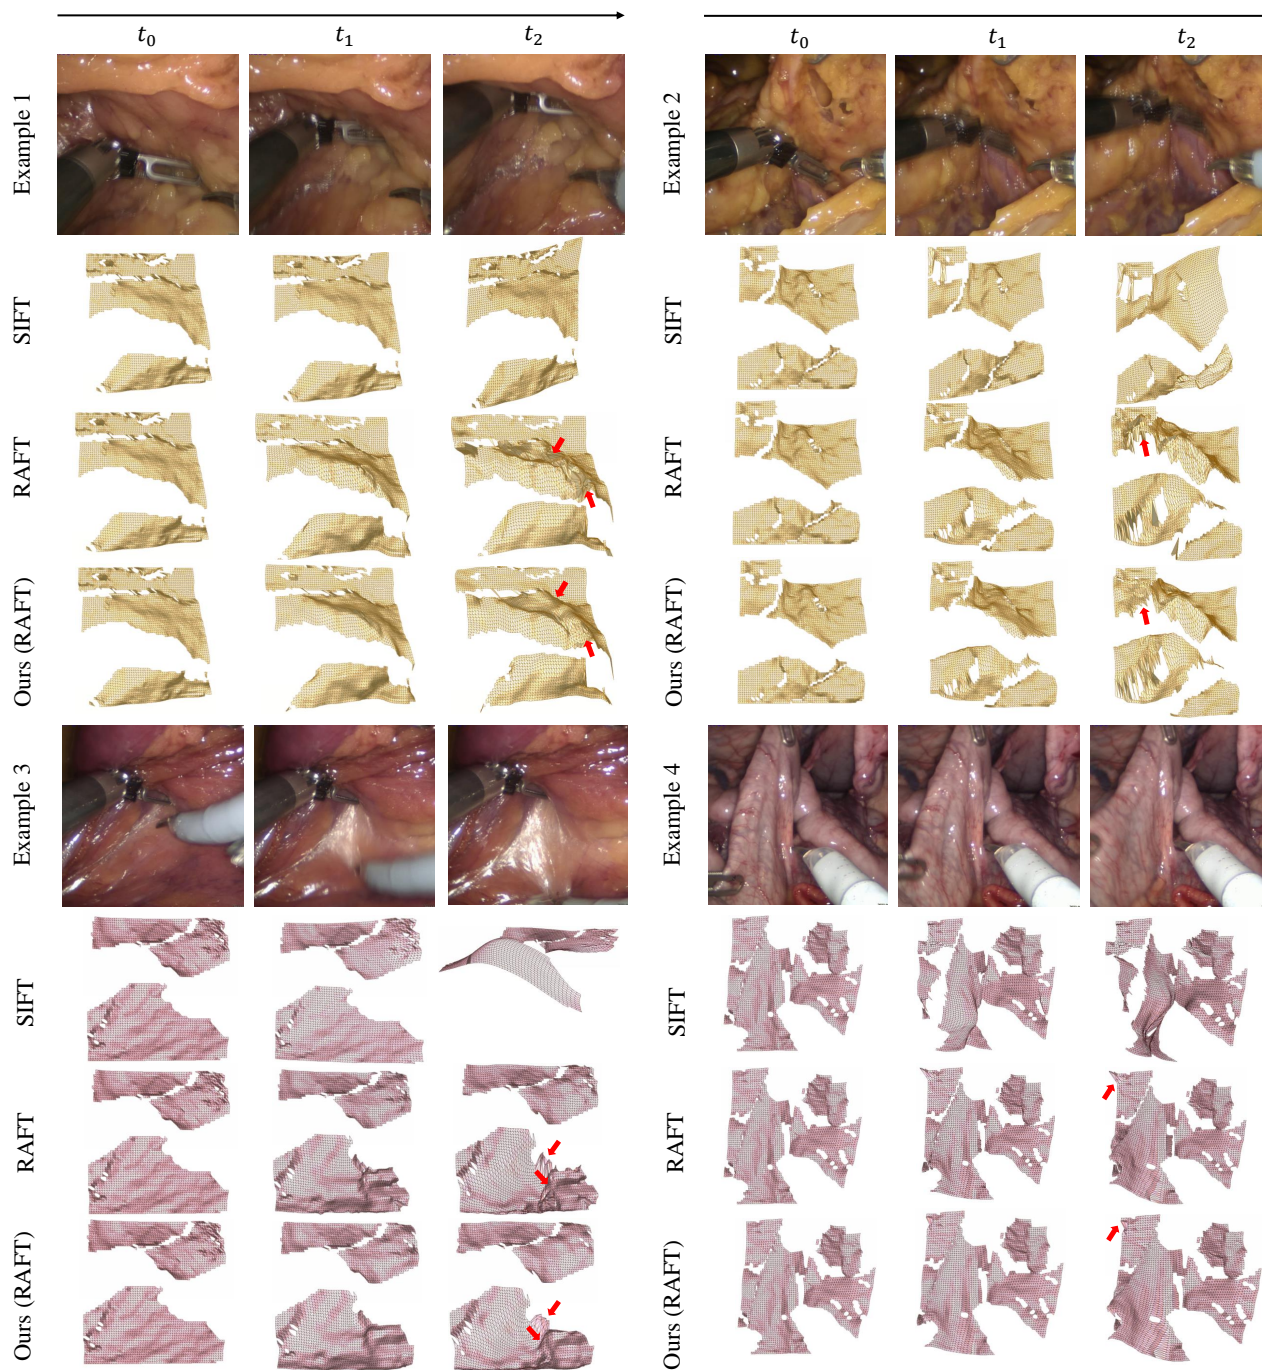 t₀ t₁ t₂
Example 1
SIFT
RAFT
Ours (RAFT)
t₀ t₁ t₂
Example 2
SIFT
RAFT
Ours (RAFT)
Example 3
SIFT
RAFT
Ours (RAFT)
Example 4
SIFT
RAFT
Ours (RAFT)